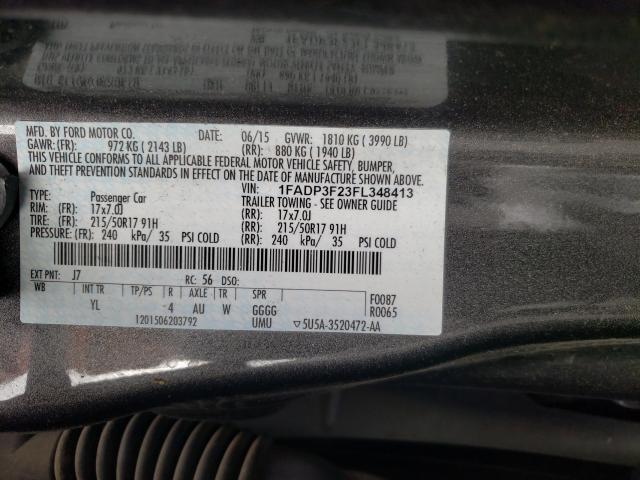 MFD. BY FORD MOTOR CO. DATE: 06/15 GVWR: 1810 KG ( 3990 LB)
GAWR:(FR): 972 KG ( 2143 LB) (RR): 880 KG ( 1940 LB)
THIS VEHICLE CONFORMS TO ALL APPLICABLE FEDERAL MOTOR VEHICLE SAFETY, BUMPER,
AND THEFT PREVENTION STANDARDS IN EFFECT ON THE DATE OF MANUFACTURE SHOWN ABOVE.
VIN: 1FADP3F23FL348413
TYPE: Passenger Car TRAILER TOWING - SEE OWNER GUIDE
RIM: (FR): 17x7.0J (RR): 17x7.0J
TIRE: (FR): 215/50R17 91H (RR): 215/50R17 91H
PRESSURE: (FR): 240 kPa/ 35 PSI COLD (RR): 240 kPa/ 35 PSI COLD
EXT PNT: J7 RC: 56 DSO:
WB INT TR TP/PS R AXLE TR SPR F0087
YL 4 AU W GGGG R0065
1201506203792 UMU 5U5A-3520472-AA